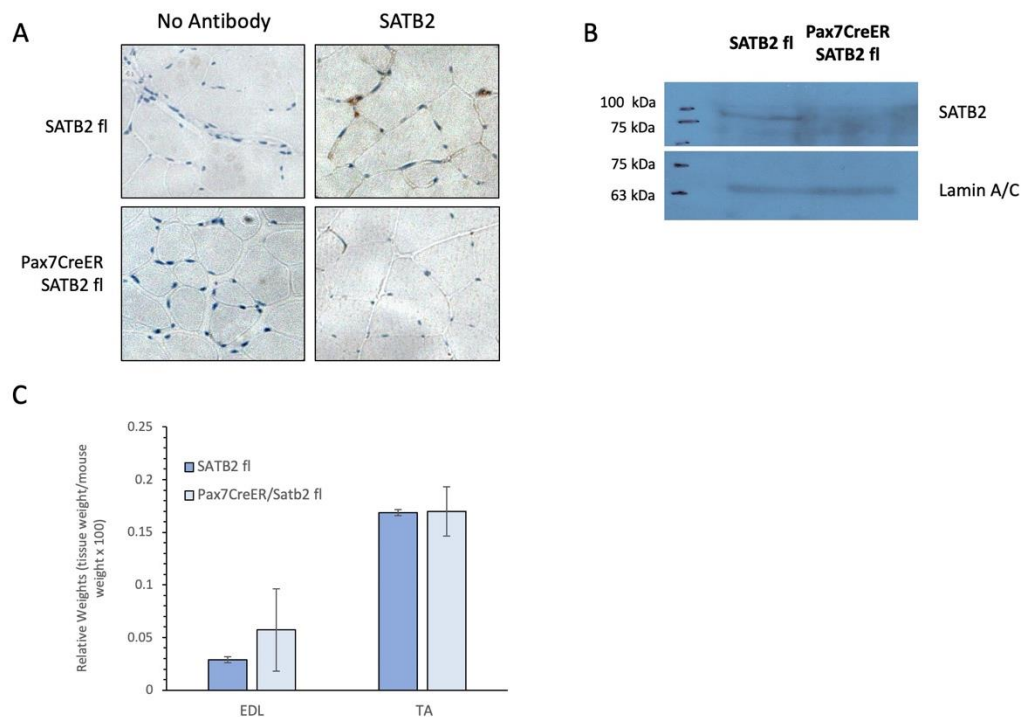 A
No Antibody
SATB2
SATB2 fl
Pax7CreER
SATB2 fl
B
SATB2 fl
Pax7CreER
SATB2 fl
100 kDa
75 kDa
SATB2
75 kDa
63 kDa
Lamin A/C
C
Relative Weights (tissue weight/mouse
weight x 100)
0.25
0.2
0.15
0.1
0.05
0
SATB2 fl
Pax7CreER/Satb2 fl
EDL
TA